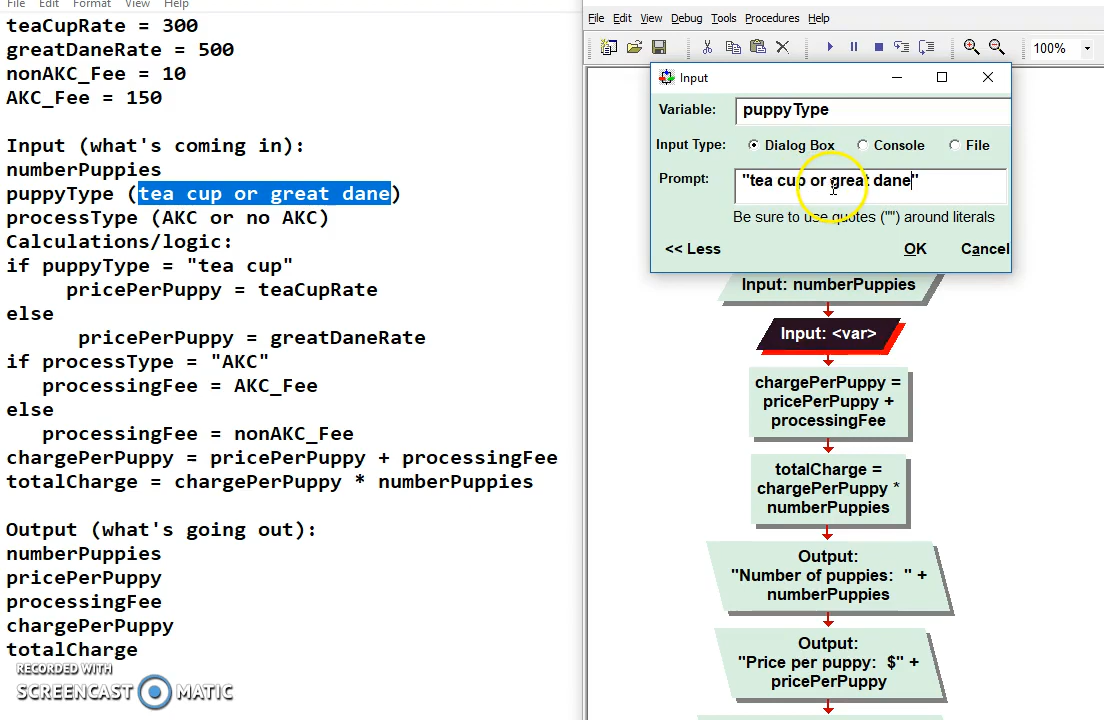 File Edit Format View Help
teaCupRate = 300
greatDaneRate = 500
nonAKC_Fee = 10
AKC_Fee = 150
Input (what's coming in):
numberPuppies
puppyType (tea cup or great dane)
processType (AKC or no AKC)
Calculations/logic:
if puppyType = "tea cup"
pricePerPuppy = teaCupRate
else
pricePerPuppy = greatDaneRate
if processType = "AKC"
processingFee = AKC_Fee
else
processingFee = nonAKC_Fee
chargePerPuppy = pricePerPuppy + processingFee
totalCharge = chargePerPuppy * numberPuppies
Output (what's going out):
numberPuppies
pricePerPuppy
processingFee
chargePerPuppy
totalCharge
RECORDED WITH
SCREENCAST MATIC
File Edit View Debug Tools Procedures Help
100%
Input
Variable: puppyType
Input Type: Dialog Box Console File
Prompt: "tea cup or great dane"
Be sure to use quotes ("") around literals
<< Less OK Cancel
Input: numberPuppies
Input: <var>
chargePerPuppy =
pricePerPuppy +
processingFee
totalCharge =
chargePerPuppy *
numberPuppies
Output:
"Number of puppies:  " +
numberPuppies
Output:
"Price per puppy:  $" +
pricePerPuppy